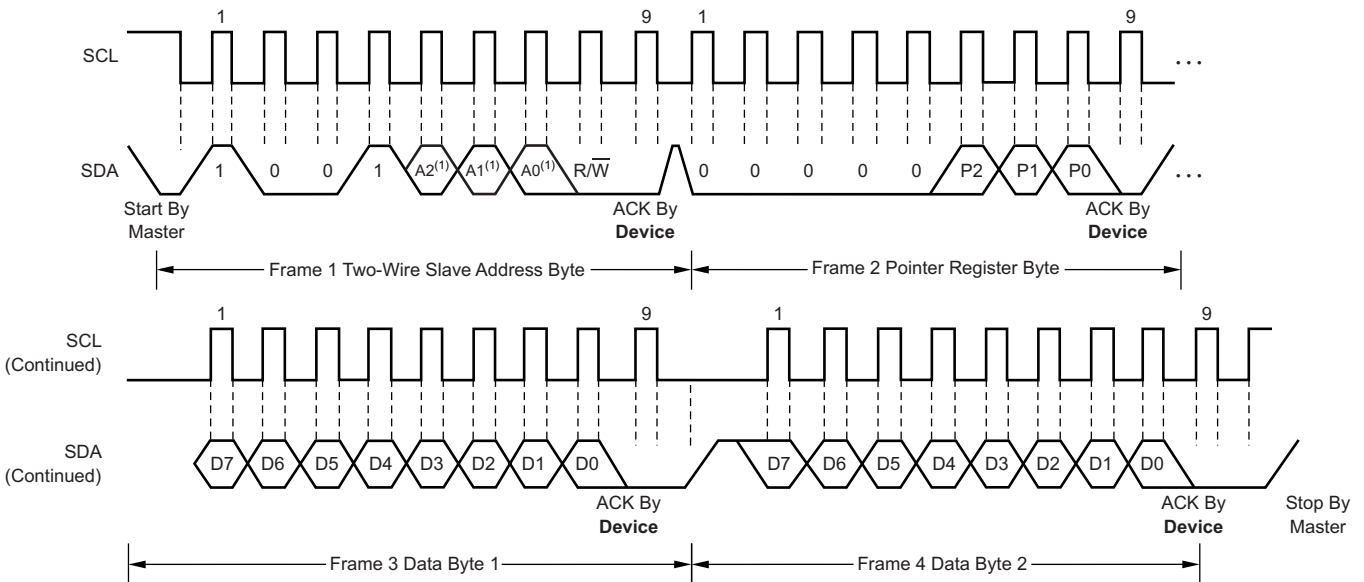 1 9 1 9
SCL ...
SDA 1 0 0 1 A2(1) A1(1) A0(1) R/W̅ 0 0 0 0 0 P2 P1 P0 ...
Start By Master
ACK By Device
ACK By Device
Frame 1 Two-Wire Slave Address Byte
Frame 2 Pointer Register Byte
1 9 1 9
SCL
(Continued)
SDA
(Continued)
D7 D6 D5 D4 D3 D2 D1 D0 D7 D6 D5 D4 D3 D2 D1 D0
ACK By Device
ACK By Device
Stop By Master
Frame 3 Data Byte 1
Frame 4 Data Byte 2